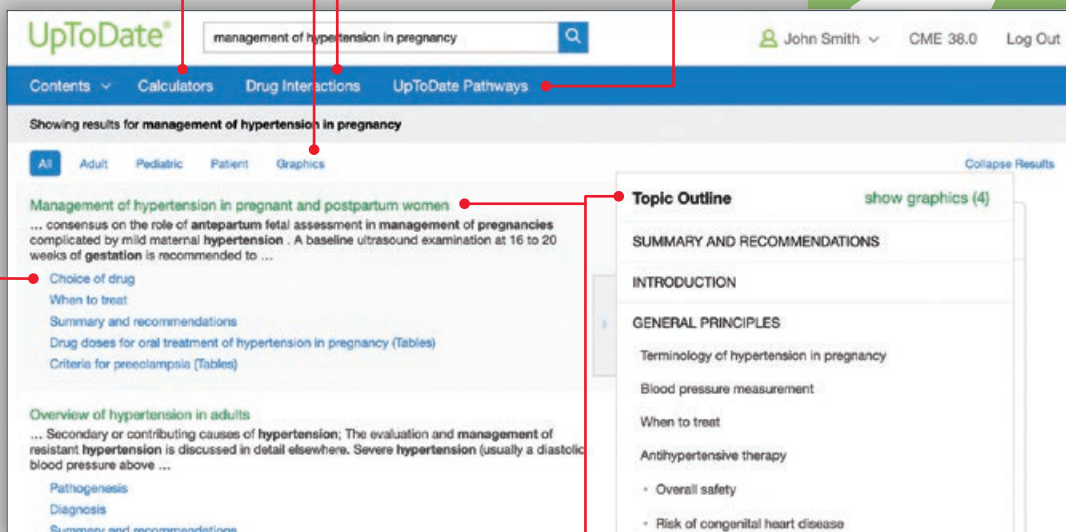 UpToDate®
management of hypertension in pregnancy
John Smith
CME 38.0
Log Out
Contents
Calculators
Drug Interactions
UpToDate Pathways
Showing results for management of hypertension in pregnancy
All
Adult
Pediatric
Patient
Graphics
Collapse Results
Management of hypertension in pregnant and postpartum women
... consensus on the role of antepartum fetal assessment in management of pregnancies
complicated by mild maternal hypertension . A baseline ultrasound examination at 16 to 20
weeks of gestation is recommended to ...
Choice of drug
When to treat
Summary and recommendations
Drug doses for oral treatment of hypertension in pregnancy (Tables)
Criteria for preeclampsia (Tables)
Overview of hypertension in adults
... Secondary or contributing causes of hypertension; The evaluation and management of
resistant hypertension is discussed in detail elsewhere. Severe hypertension (usually a diastolic
blood pressure above ...
Pathogenesis
Diagnosis
Summary and recommendations
Topic Outline
show graphics (4)
SUMMARY AND RECOMMENDATIONS
INTRODUCTION
GENERAL PRINCIPLES
Terminology of hypertension in pregnancy
Blood pressure measurement
When to treat
Antihypertensive therapy
• Overall safety
• Risk of congenital heart disease